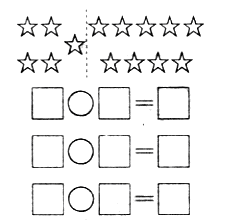 =
=
=